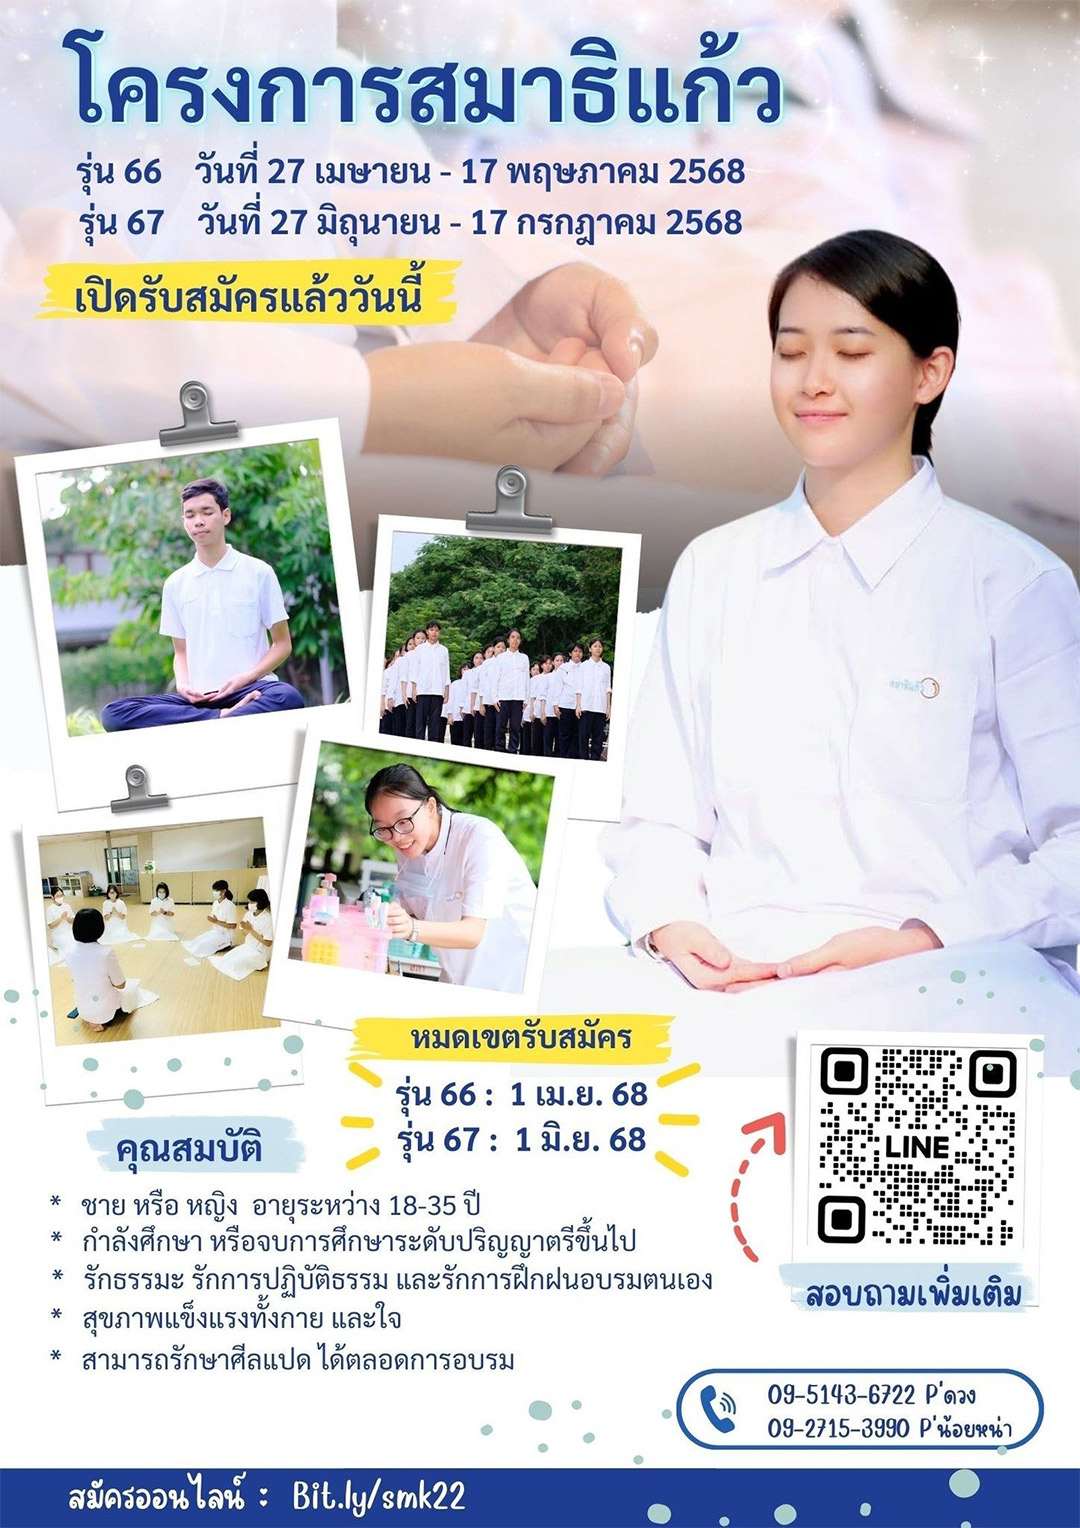 โครงการสมาธิแก้ว
รุ่น 66 วันที่ 27 เมษายน - 17 พฤษภาคม 2568
รุ่น 67 วันที่ 27 มิถุนายน - 17 กรกฎาคม 2568
เปิดรับสมัครแล้ววันนี้
สมาธิแก้ว
หมดเขตรับสมัคร
รุ่น 66 : 1 เม.ย. 68
รุ่น 67 : 1 มิ.ย. 68
คุณสมบัติ
* ชาย หรือ หญิง อายุระหว่าง 18-35 ปี
* กำลังศึกษา หรือจบการศึกษาระดับปริญญาตรีขึ้นไป
* รักธรรมะ รักการปฏิบัติธรรม และรักการฝึกฝนอบรมตนเอง
* สุขภาพแข็งแรงทั้งกาย และใจ
* สามารถรักษาศีลแปด ได้ตลอดการอบรม
LINE
สอบถามเพิ่มเติม
09-5143-6722 P'ดวง
09-2715-3990 P'น้อยหน่า
สมัครออนไลน์ : Bit.ly/smk22